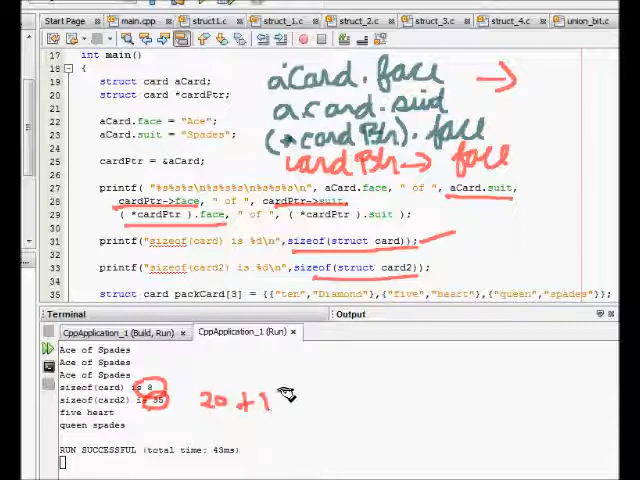 Start Page main.cpp struct1.c struct_1.c struct_2.c struct_3.c struct_4.c union_bit.c
17 int main()
18 {
19 struct card aCard;
20 struct card *cardPtr;
21
22 aCard.face = "Ace";
23 aCard.suit = "Spades";
24
25 cardPtr = &aCard;
26
27 printf( "%s%s%s\n%s%s%s\n%s%s%s\n", aCard.face, " of ", aCard.suit,
28 cardPtr->face, " of ", cardPtr->suit,
29 ( *cardPtr ).face, " of ", ( *cardPtr ).suit );
30
31 printf("sizeof(card) is %d\n",sizeof(struct card));
32
33 printf("sizeof(card2) is %d\n",sizeof(struct card2));
34
35 struct card packCard[3] = {{"ten","Diamond"},{"five","heart"},{"queen","spades"}};
aCard.face →
aCard.suid
(*cardPtr).face
cardPtr→ face
Terminal Output
CppApplication_1 (Build, Run) CppApplication_1 (Run)
Ace of Spades
Ace of Spades
Ace of Spades
sizeof(card) is 8
sizeof(card2) is 35
five heart
queen spades
RUN SUCCESSFUL (total time: 43ms)
20 + 1